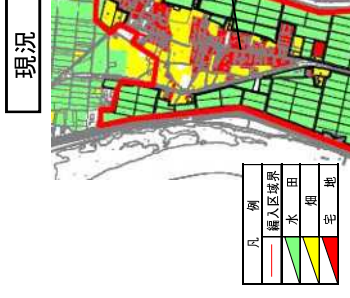 現況
凡 例
編入区域界
水 田
畑
宅 地